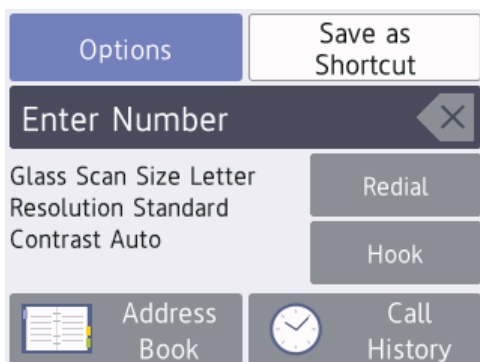 Options
Save as
Shortcut
Enter Number
Glass Scan Size Letter
Resolution Standard
Contrast Auto
Redial
Hook
Address
Book
Call
History